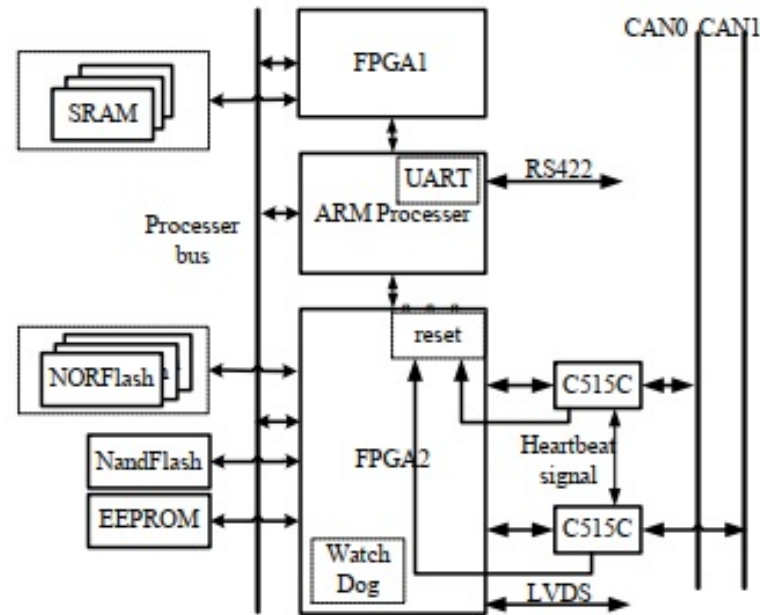 CAN0 CAN1
FPGA1
SRAM
UART
RS422
ARM Processer
Processer
bus
reset
NORFlash
C515C
Heartbeat
signal
NandFlash
FPGA2
EEPROM
C515C
Watch
Dog
LVDS